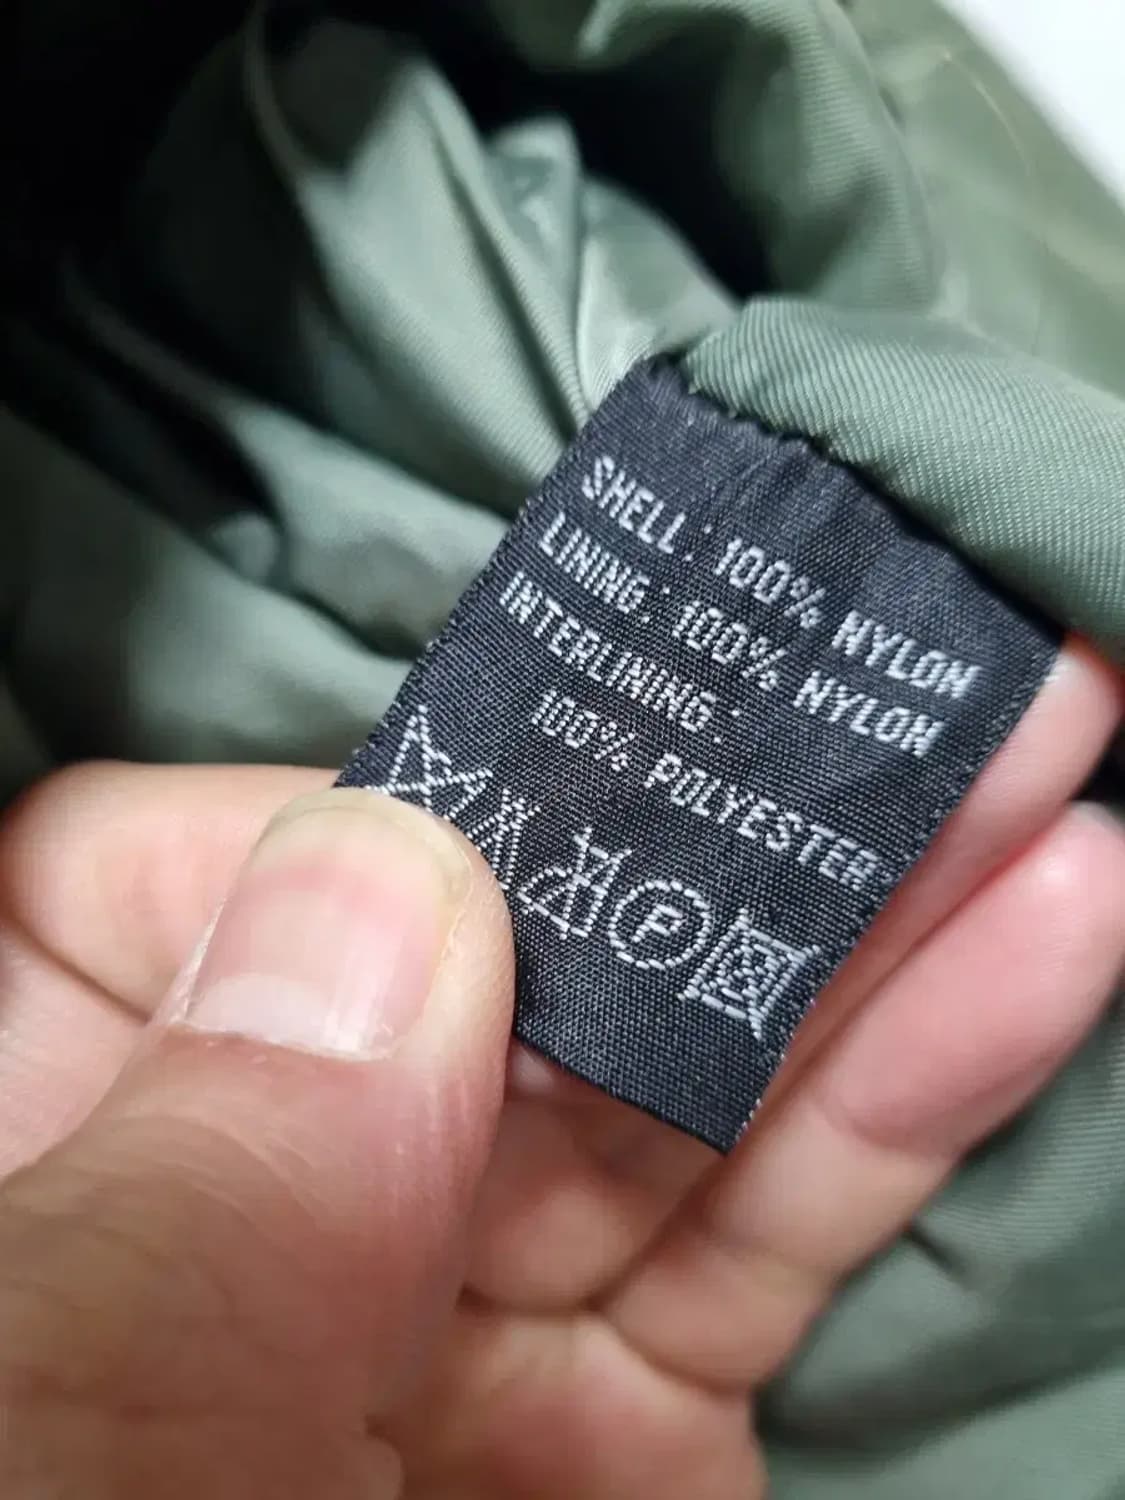 SHELL: 100% NYLON
LINING: 100% NYLON
INTERLINING:
100% POLYESTER
P